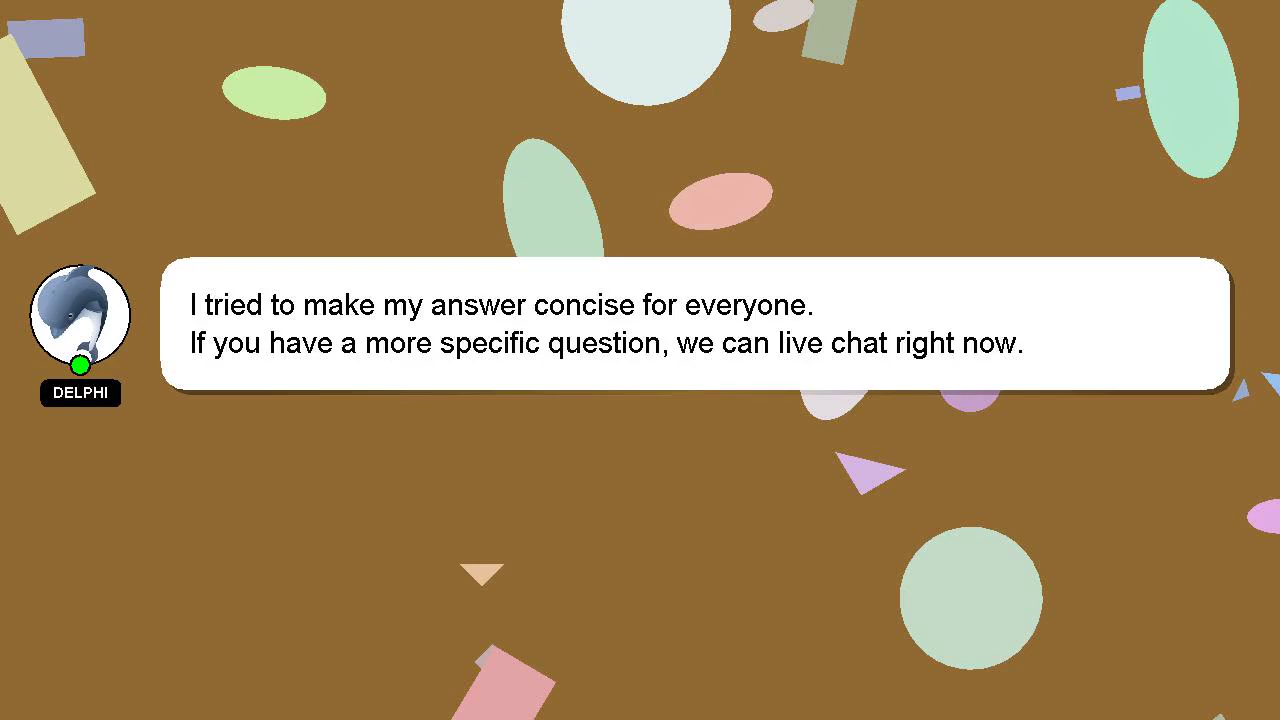 I tried to make my answer concise for everyone.
If you have a more specific question, we can live chat right now.
DELPHI